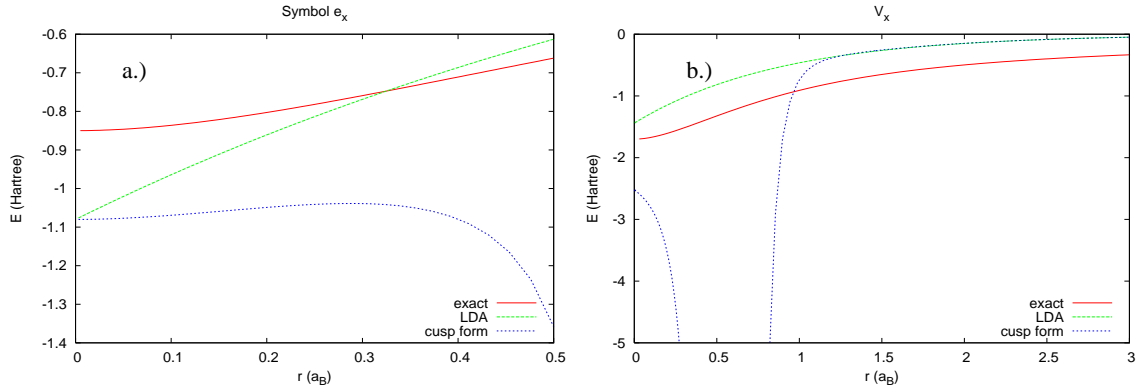 Symbol e_x
a.)
E (Hartree)
-0.6
-0.7
-0.8
-0.9
-1
-1.1
-1.2
-1.3
-1.4
exact
LDA
cusp form
0 0.1 0.2 0.3 0.4 0.5
r (a_B)
V_x
b.)
E (Hartree)
0
-1
-2
-3
-4
-5
exact
LDA
cusp form
0 0.5 1 1.5 2 2.5 3
r (a_B)